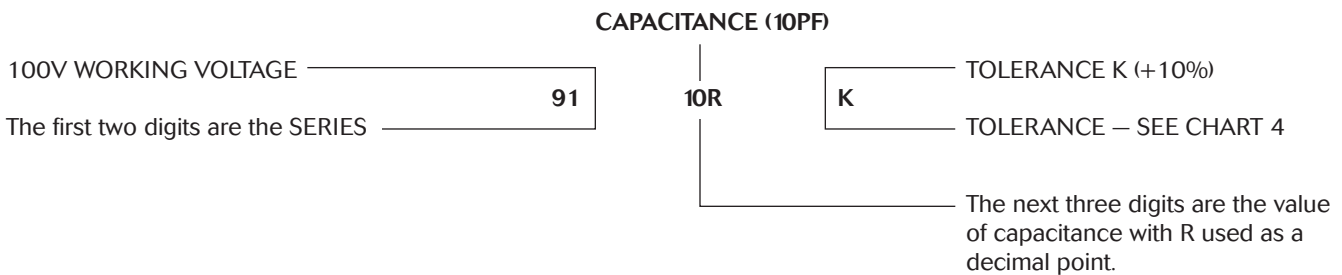 CAPACITANCE (10PF)
100V WORKING VOLTAGE
TOLERANCE K (+10%)
91
10R
K
The first two digits are the SERIES
TOLERANCE — SEE CHART 4
The next three digits are the value
of capacitance with R used as a
decimal point.